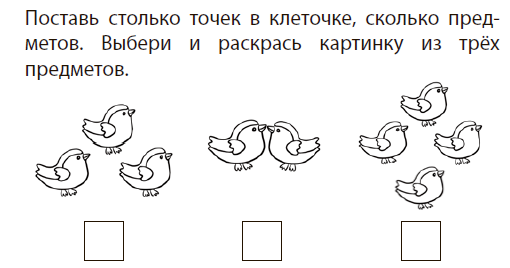 Поставь столько точек в клеточке, сколько пред-
метов. Выбери и раскрась картинку из трёх
предметов.